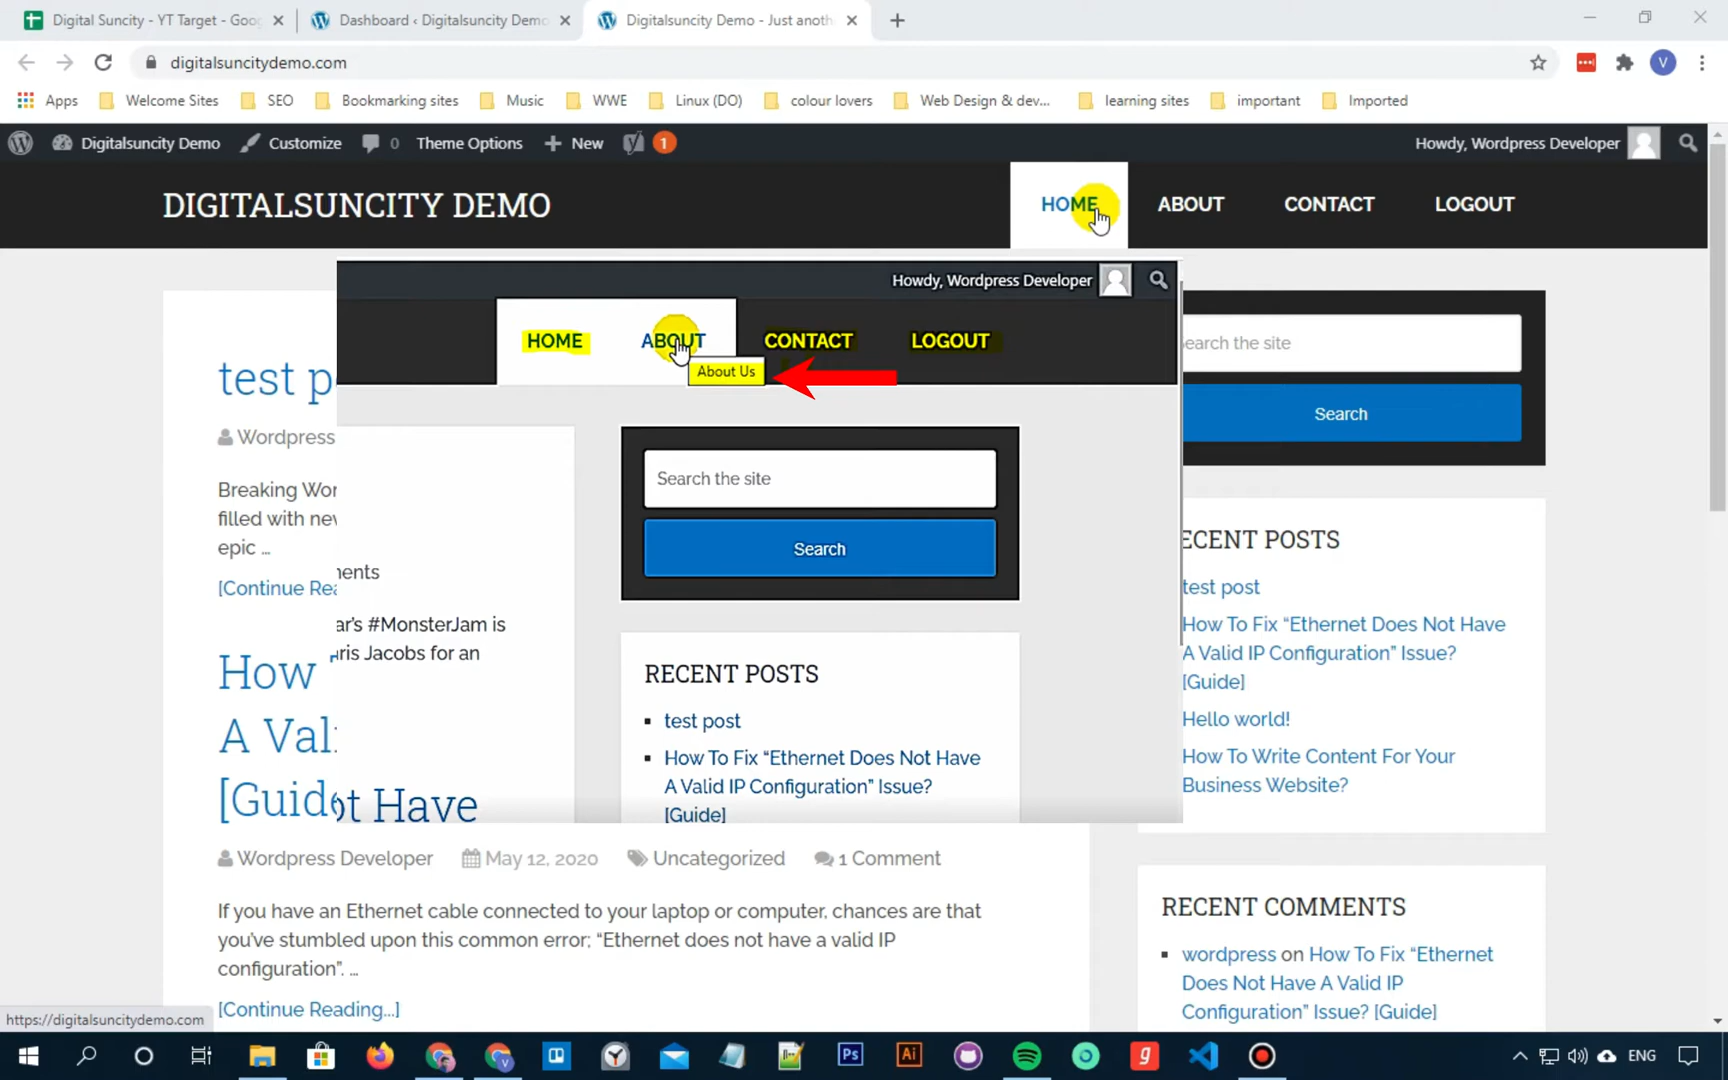 Digital Suncity - YT Target - Goo
Dashboard ‹ Digitalsuncity Demo
Digitalsuncity Demo - Just anoth
digitalsuncitydemo.com
V
Apps
Welcome Sites
SEO
Bookmarking sites
Music
WWE
Linux (DO)
colour lovers
Web Design & dev...
learning sites
important
Imported
Digitalsuncity Demo
Customize
0
Theme Options
New
1
Howdy, Wordpress Developer
DIGITALSUNCITY DEMO
HOME
ABOUT
CONTACT
LOGOUT
Howdy, Wordpress Developer
HOME
ABOUT
CONTACT
LOGOUT
About Us
Search the site
Search
RECENT POSTS
test post
How To Fix “Ethernet Does Not Have
A Valid IP Configuration” Issue?
[Guide]
test p
Wordpress
Breaking Wor
filled with nev
epic ...
[Continue Rea
nents
ar’s #MonsterJam is
ris Jacobs for an
How
A Val
[Guid
ot Have
earch the site
Search
ECENT POSTS
test post
How To Fix “Ethernet Does Not Have
A Valid IP Configuration” Issue?
[Guide]
Hello world!
How To Write Content For Your
Business Website?
Wordpress Developer
May 12, 2020
Uncategorized
1 Comment
If you have an Ethernet cable connected to your laptop or computer, chances are that
you’ve stumbled upon this common error; “Ethernet does not have a valid IP
configuration”. ...
[Continue Reading...]
RECENT COMMENTS
wordpress on How To Fix “Ethernet
Does Not Have A Valid IP
Configuration” Issue? [Guide]
https://digitalsuncitydemo.com
Ps
Ai
g
ENG